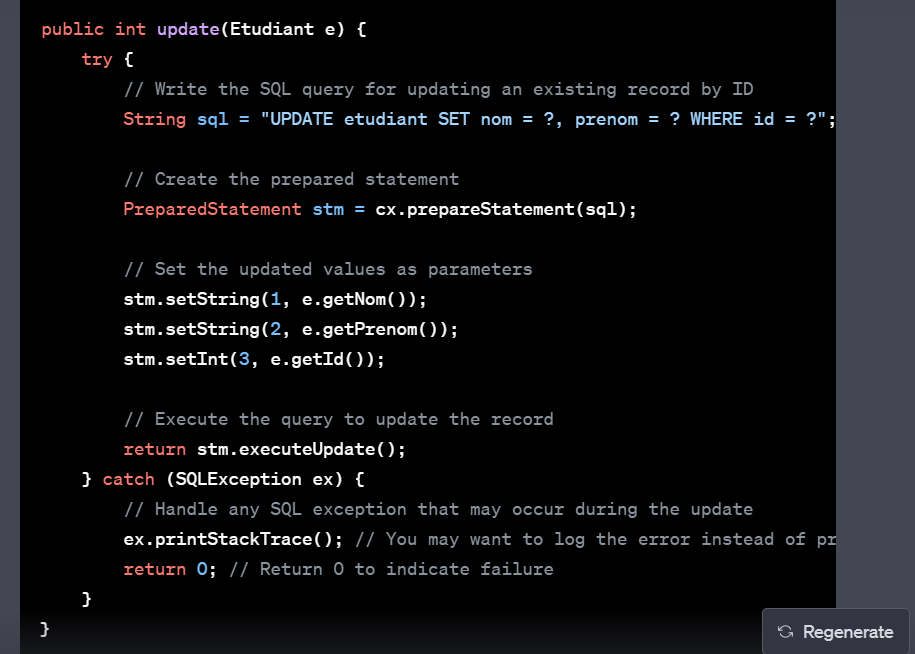 public int update(Etudiant e) {
    try {
        // Write the SQL query for updating an existing record by ID
        String sql = "UPDATE etudiant SET nom = ?, prenom = ? WHERE id = ?";

        // Create the prepared statement
        PreparedStatement stm = cx.prepareStatement(sql);

        // Set the updated values as parameters
        stm.setString(1, e.getNom());
        stm.setString(2, e.getPrenom());
        stm.setInt(3, e.getId());

        // Execute the query to update the record
        return stm.executeUpdate();
    } catch (SQLException ex) {
        // Handle any SQL exception that may occur during the update
        ex.printStackTrace(); // You may want to log the error instead of
        return 0; // Return 0 to indicate failure
    }
}
Regenerate